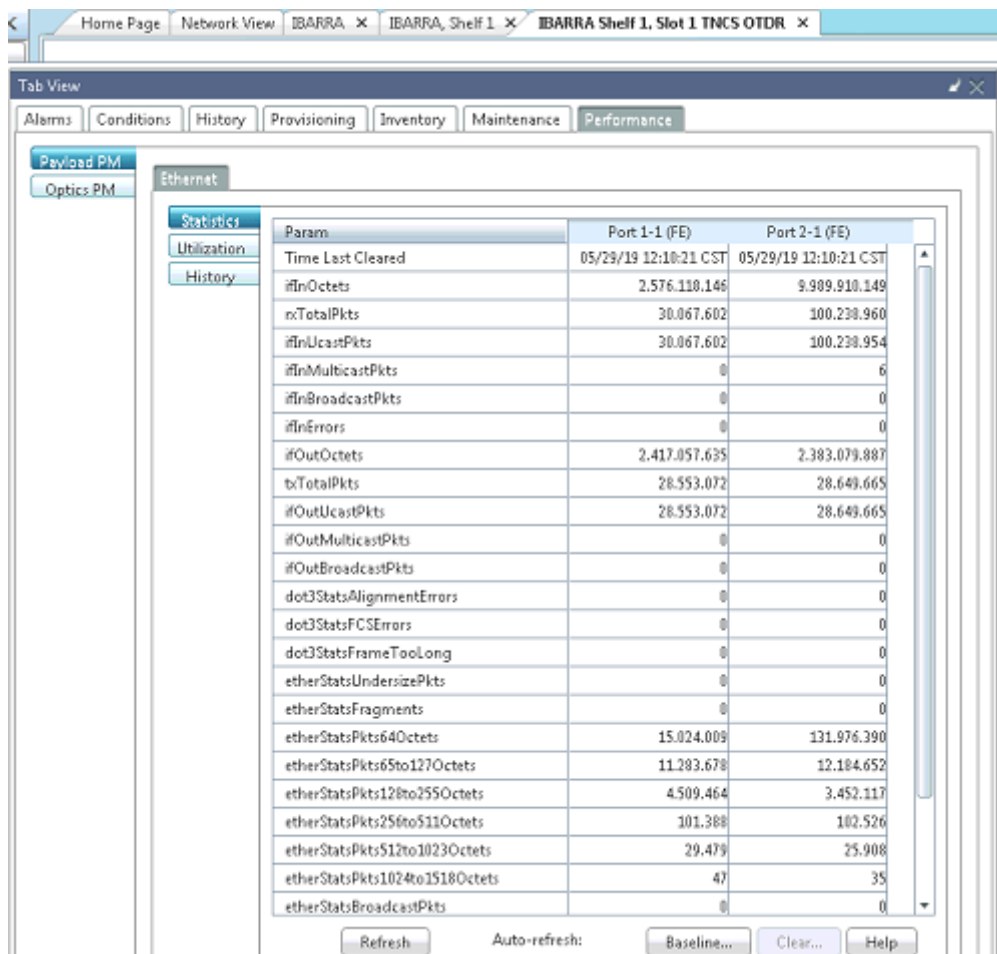 Home Page Network View IBARRA × IBARRA, Shelf 1 × IBARRA Shelf 1, Slot 1 TNCS OTDR ×
Tab View
Alarms Conditions History Provisioning Inventory Maintenance Performance
Payload PM
Optics PM
Ethernet
Statistics
Utilization
History
Param Port 1-1 (FE) Port 2-1 (FE)
Time Last Cleared 05/29/19 12:10:21 CST 05/29/19 12:10:21 CST
ifInOctets 2.576.118.146 9.989.910.149
rxTotalPkts 30.067.602 100.238.960
ifInUcastPkts 30.067.602 100.238.954
ifInMulticastPkts 0 6
ifInBroadcastPkts 0 0
ifInErrors 0 0
ifOutOctets 2.417.057.635 2.383.079.887
txTotalPkts 28.553.072 28.649.665
ifOutUcastPkts 28.553.072 28.649.665
ifOutMulticastPkts 0 0
ifOutBroadcastPkts 0 0
dot3StatsAlignmentErrors 0 0
dot3StatsFCSErrors 0 0
dot3StatsFrameTooLong 0 0
etherStatsUndersizePkts 0 0
etherStatsFragments 0 0
etherStatsPkts64Octets 15.024.009 131.976.390
etherStatsPkts65to127Octets 11.283.678 12.184.652
etherStatsPkts128to255Octets 4.509.464 3.452.117
etherStatsPkts256to511Octets 101.388 102.526
etherStatsPkts512to1023Octets 29.479 25.908
etherStatsPkts1024to1518Octets 47 35
etherStatsBroadcastPkts 0 0
Refresh Auto-refresh: Baseline... Clear... Help